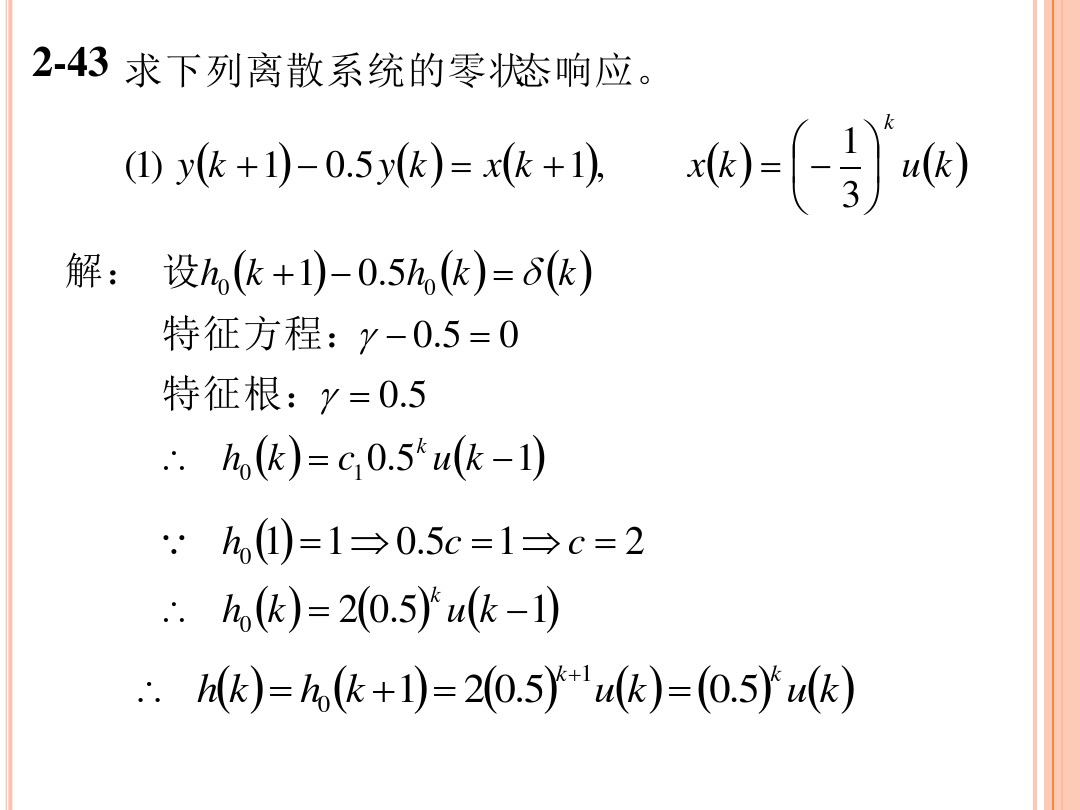 2-43 求下列离散系统的零状态响应。
(1) y(k+1)−0.5y(k)=x(k+1), x(k)=(−1/3)^k u(k)
解： 设h₀(k+1)−0.5h₀(k)=δ(k)
特征方程：γ−0.5=0
特征根：γ=0.5
∴ h₀(k)=c₁0.5^k u(k−1)
∵ h₀(1)=1⇒0.5c=1⇒c=2
∴ h₀(k)=2(0.5)^k u(k−1)
∴ h(k)=h₀(k+1)=2(0.5)^{k+1}u(k)=(0.5)^k u(k)